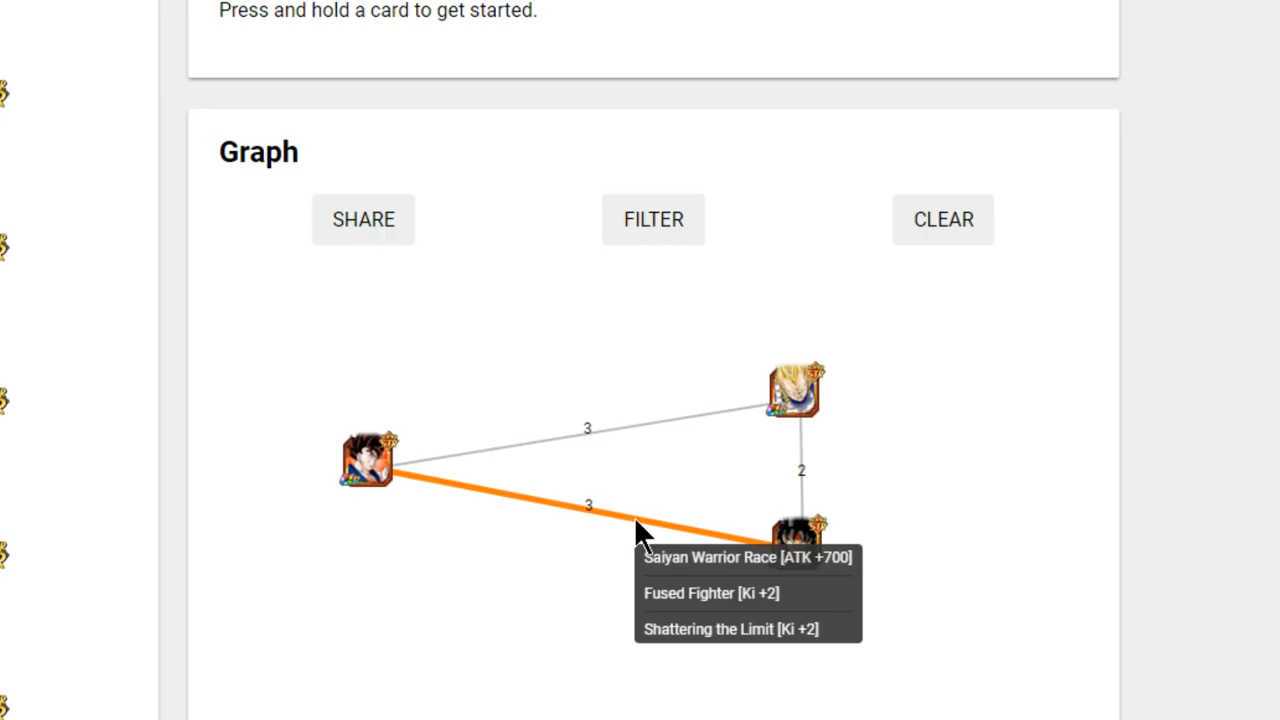 Press and hold a card to get started.
Graph
SHARE
FILTER
CLEAR
3
2
3
Saiyan Warrior Race [ATK +700]
Fused Fighter [Ki +2]
Shattering the Limit [Ki +2]